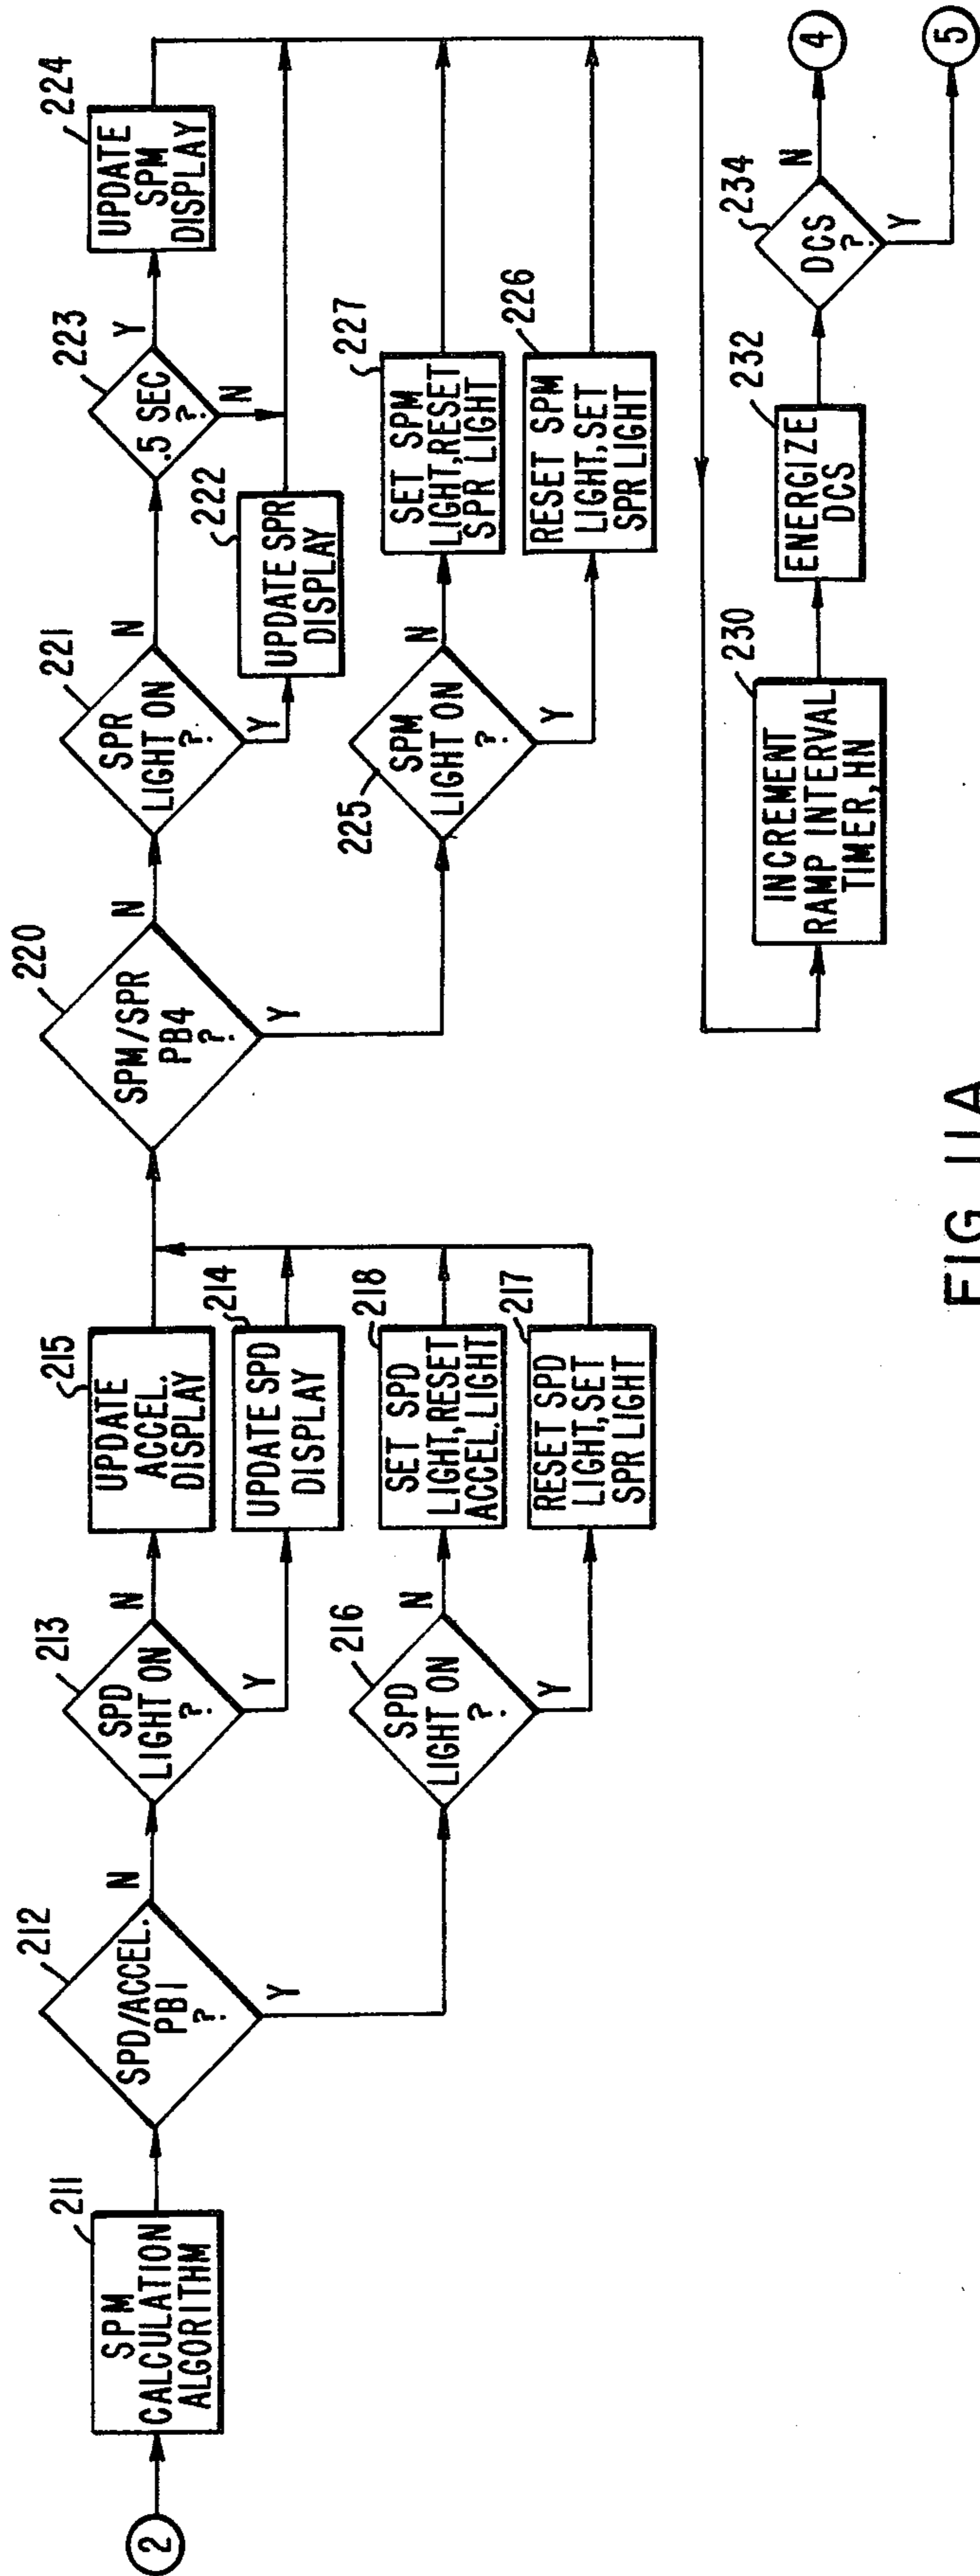 2
211
SPM
CALCULATION
ALGORITHM
212
SPD/ACCEL.
PB1
?
N
Y
213
SPD
LIGHT ON
?
N
Y
215
UPDATE
ACCEL.
DISPLAY
214
UPDATE SPD
DISPLAY
216
SPD
LIGHT ON
?
N
Y
218
SET SPD
LIGHT, RESET
ACCEL. LIGHT
217
RESET SPD
LIGHT, SET
SPR LIGHT
220
SPM/SPR
PB4
?
N
Y
221
SPR
LIGHT ON
?
N
Y
222
UPDATE SPR
DISPLAY
223
.5 SEC
?
Y
N
224
UPDATE
SPM
DISPLAY
225
SPM
LIGHT ON
?
N
Y
227
SET SPM
LIGHT, RESET
SPR LIGHT
226
RESET SPM
LIGHT, SET
SPR LIGHT
230
INCREMENT
RAMP INTERVAL
TIMER, HN
232
ENERGIZE
DCS
234
DCS
?
N
Y
4
5
FIG. 11A